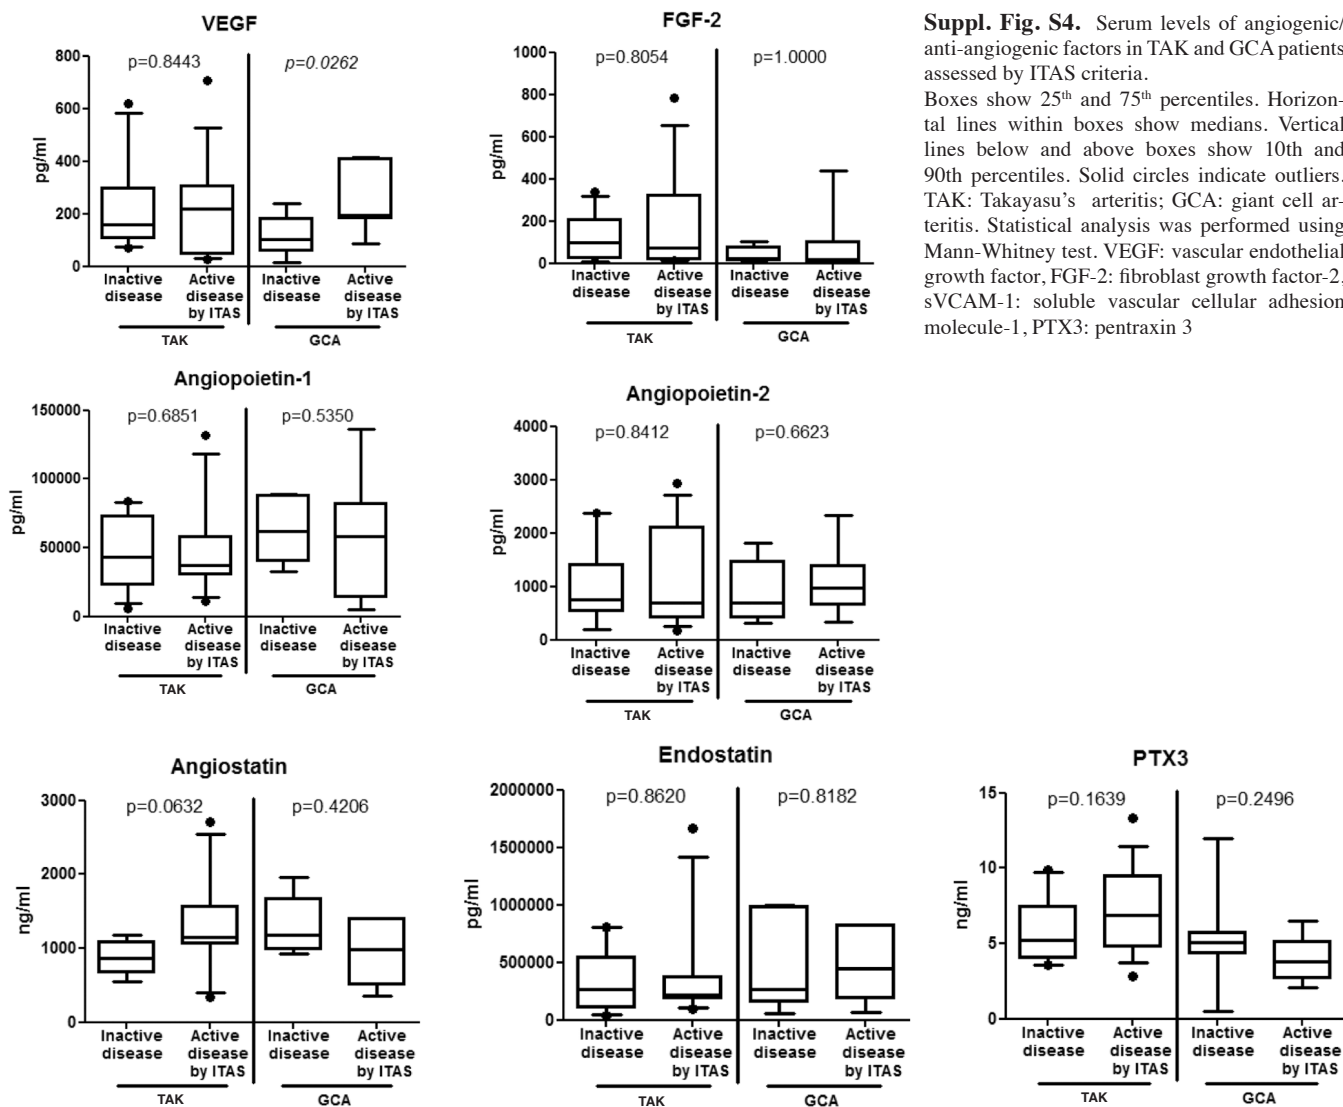 VEGF
800
600
400
200
0
pg/ml
p=0.8443
p=0.0262
Inactive
disease
Active
disease
by ITAS
Inactive
disease
Active
disease
by ITAS
TAK
GCA
FGF-2
1000
800
600
400
200
0
pg/ml
p=0.8054
p=1.0000
Inactive
disease
Active
disease
by ITAS
Inactive
disease
Active
disease
by ITAS
TAK
GCA
Suppl. Fig. S4. Serum levels of angiogenic/
anti-angiogenic factors in TAK and GCA patients
assessed by ITAS criteria.
Boxes show 25th and 75th percentiles. Horizon-
tal lines within boxes show medians. Vertical
lines below and above boxes show 10th and
90th percentiles. Solid circles indicate outliers.
TAK: Takayasu’s arteritis; GCA: giant cell ar-
teritis. Statistical analysis was performed using
Mann-Whitney test. VEGF: vascular endothelial
growth factor, FGF-2: fibroblast growth factor-2,
sVCAM-1: soluble vascular cellular adhesion
molecule-1, PTX3: pentraxin 3
Angiopoietin-1
150000
100000
50000
0
pg/ml
p=0.6851
p=0.5350
Inactive
disease
Active
disease
by ITAS
Inactive
disease
Active
disease
by ITAS
TAK
GCA
Angiopoietin-2
4000
3000
2000
1000
0
pg/ml
p=0.8412
p=0.6623
Inactive
disease
Active
disease
by ITAS
Inactive
disease
Active
disease
by ITAS
TAK
GCA
Angiostatin
3000
2000
1000
0
ng/ml
p=0.0632
p=0.4206
Inactive
disease
Active
disease
by ITAS
Inactive
disease
Active
disease
by ITAS
TAK
GCA
Endostatin
2000000
1500000
1000000
500000
0
pg/ml
p=0.8620
p=0.8182
Inactive
disease
Active
disease
by ITAS
Inactive
disease
Active
disease
by ITAS
TAK
GCA
PTX3
15
10
5
0
ng/ml
p=0.1639
p=0.2496
Inactive
disease
Active
disease
by ITAS
Inactive
disease
Active
disease
by ITAS
TAK
GCA